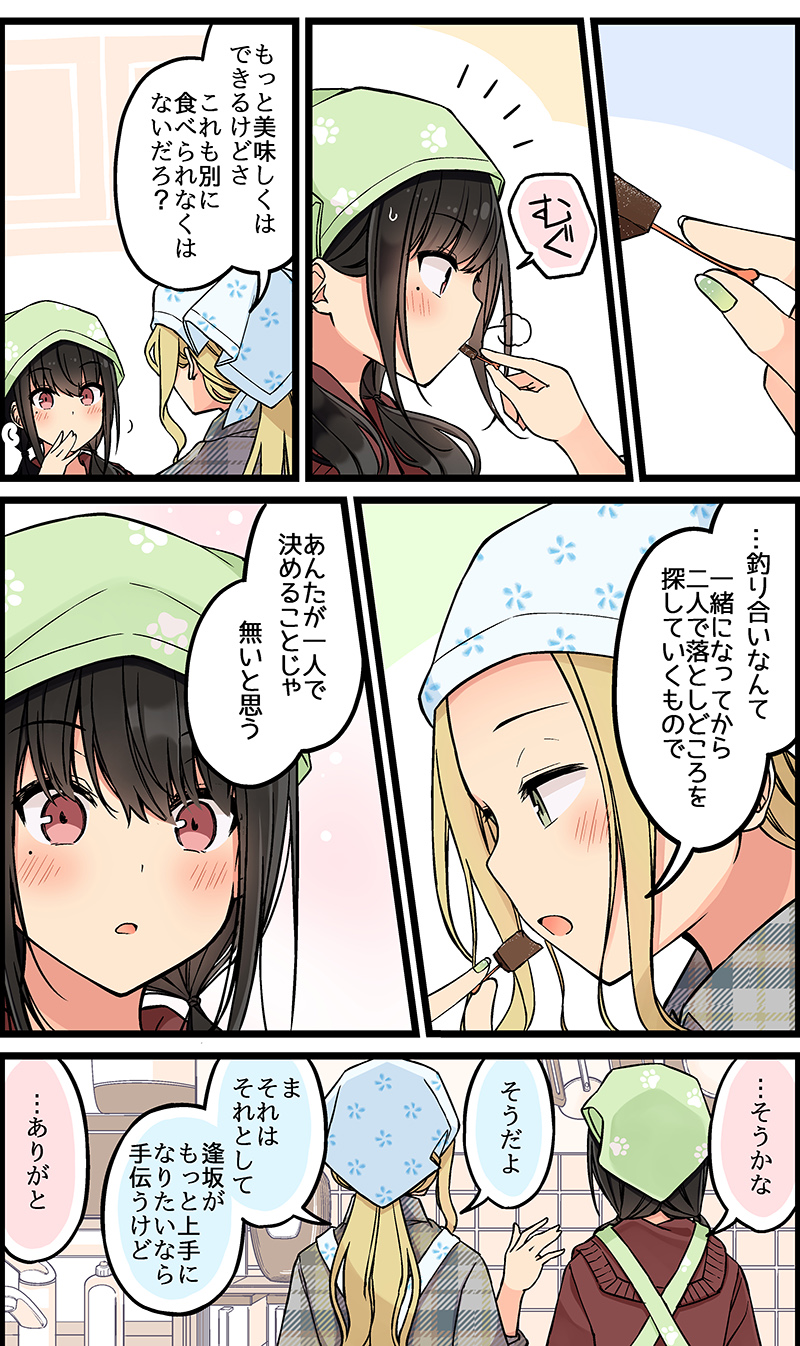 むぐ
もっと美味しくは
できるけどさ
これも別に
食べられなくは
ないだろ？
…釣り合いなんて
一緒になってから
二人で落としどころを
探していくもので
あんたが一人で
決めることじゃ
無いと思う
…そうかな
そうだよ
ま
それは
それとして
逢坂が
もっと上手に
なりたいなら
手伝うけど
…ありがと